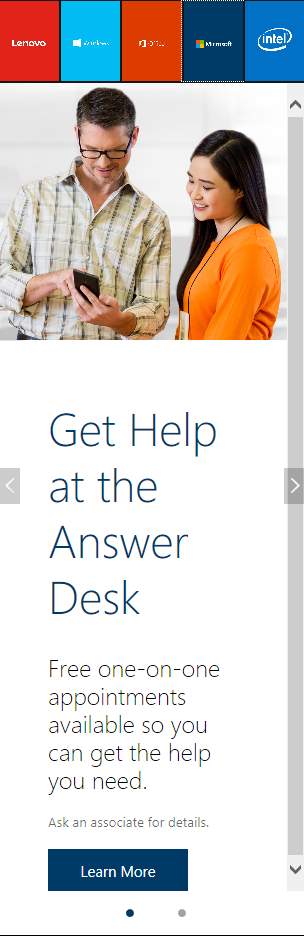 Lenovo
Windows
Office
Microsoft
intel
Get Help
at the
Answer
Desk
Free one-on-one
appointments
available so you
can get the help
you need.
Ask an associate for details.
Learn More